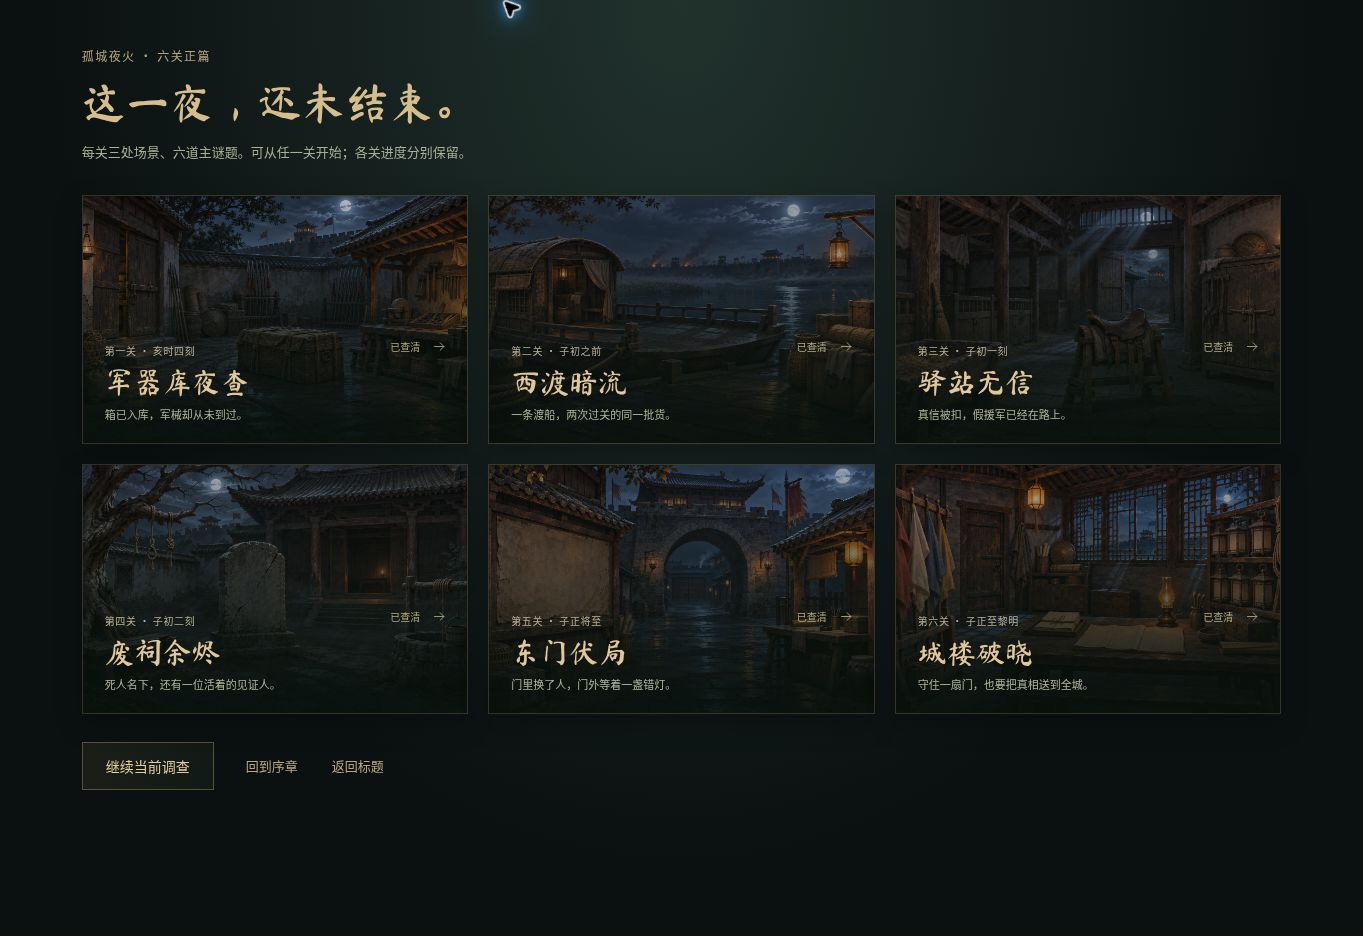 孤城夜火 · 六关正篇
这一夜，还未结束。
每关三处场景、六道主谜题。可从任一关开始；各关进度分别保留。
第一关 · 亥时四刻
已查清 →
军器库夜查
箱已入库，军械却从未到过。
第二关 · 子初之前
已查清 →
西渡暗流
一条渡船，两次过关的同一批货。
第三关 · 子初一刻
已查清 →
驿站无信
真信被扣，假援军已经在路上。
第四关 · 子初二刻
已查清 →
废祠余烬
死人名下，还有一位活着的见证人。
第五关 · 子正将至
已查清 →
东门伏局
门里换了人，门外等着一盏错灯。
第六关 · 子正至黎明
已查清 →
城楼破晓
守住一扇门，也要把真相送到全城。
继续当前调查
回到序章
返回标题